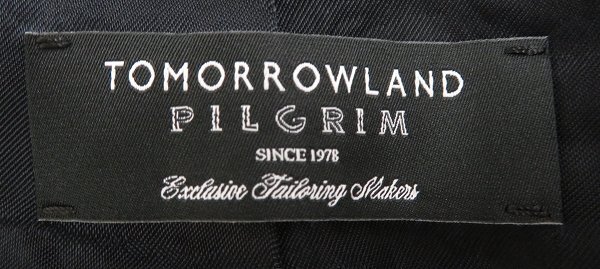 TOMORROWLAND
PILGRIM
SINCE 1978
Exclusive Tailoring Makers